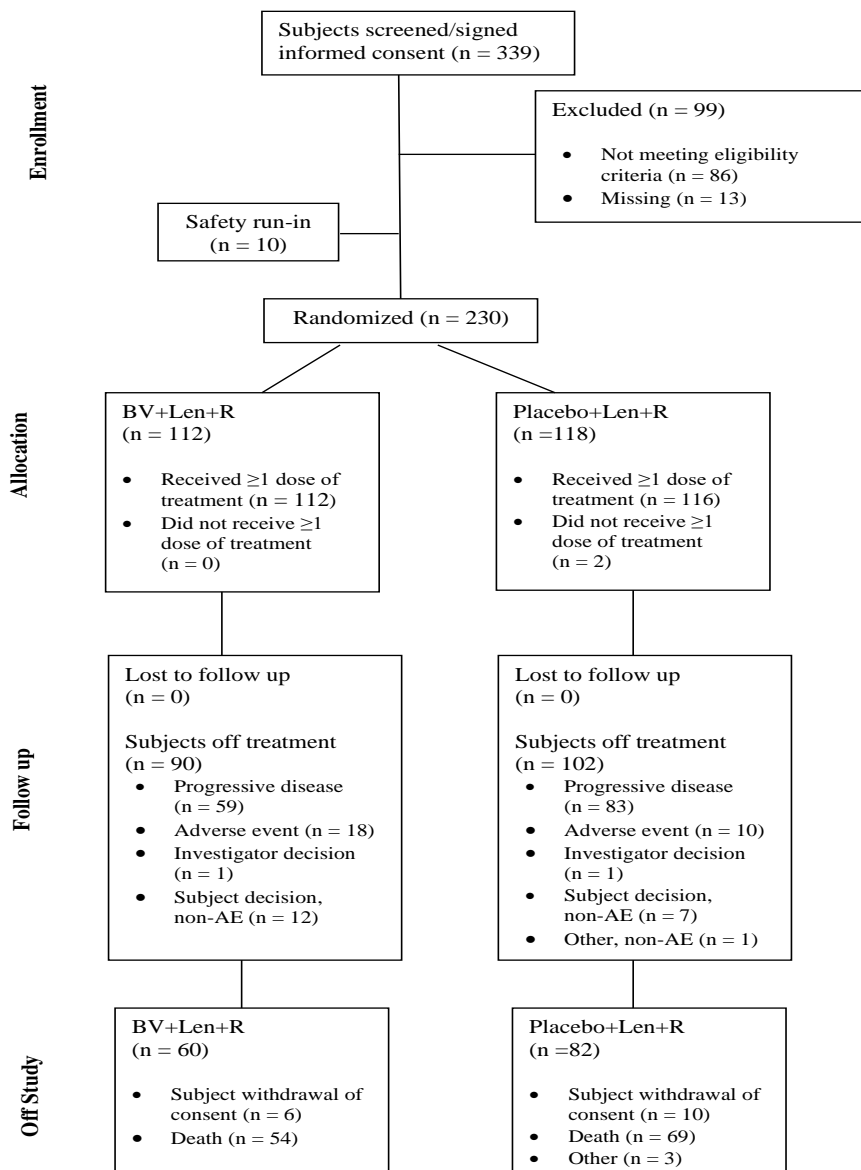 Subjects screened/signed
informed consent (n = 339)
Enrollment
Excluded (n = 99)
• Not meeting eligibility
criteria (n = 86)
• Missing (n = 13)
Safety run-in
(n = 10)
Randomized (n = 230)
Allocation
BV+Len+R
(n = 112)
• Received ≥1 dose of
treatment (n = 112)
• Did not receive ≥1
dose of treatment
(n = 0)
Placebo+Len+R
(n =118)
• Received ≥1 dose of
treatment (n = 116)
• Did not receive ≥1
dose of treatment
(n = 2)
Follow up
Lost to follow up
(n = 0)
Subjects off treatment
(n = 90)
• Progressive disease
(n = 59)
• Adverse event (n = 18)
• Investigator decision
(n = 1)
• Subject decision,
non-AE (n = 12)
Lost to follow up
(n = 0)
Subjects off treatment
(n = 102)
• Progressive disease
(n = 83)
• Adverse event (n = 10)
• Investigator decision
(n = 1)
• Subject decision,
non-AE (n = 7)
• Other, non-AE (n = 1)
Off Study
BV+Len+R
(n = 60)
• Subject withdrawal of
consent (n = 6)
• Death (n = 54)
Placebo+Len+R
(n =82)
• Subject withdrawal of
consent (n = 10)
• Death (n = 69)
• Other (n = 3)